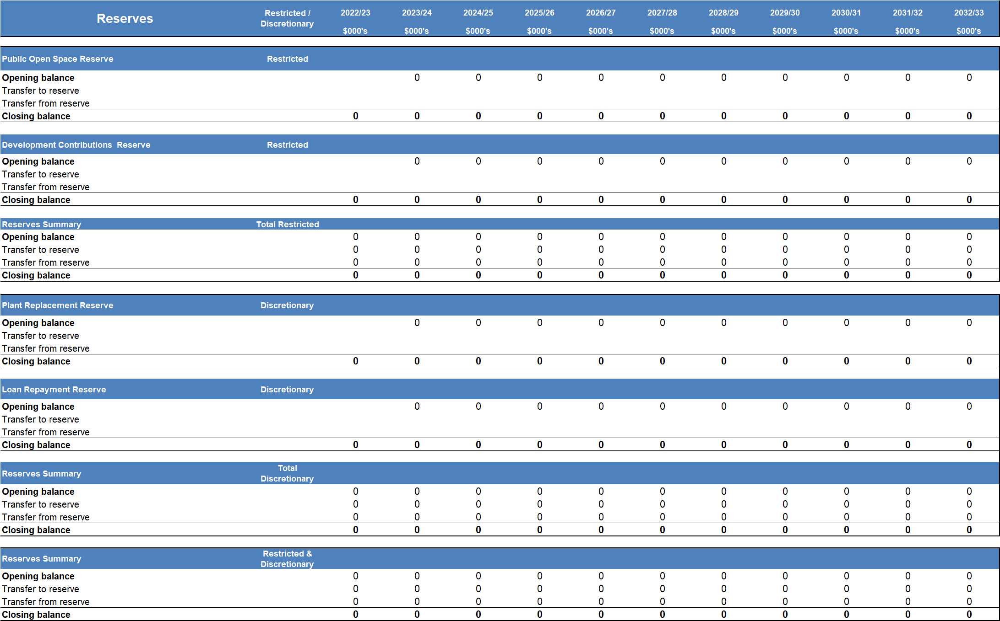 Reserves Restricted / Discretionary 2022/23 2023/24 2024/25 2025/26 2026/27 2027/28 2028/29 2029/30 2030/31 2031/32 2032/33
$000's $000's $000's $000's $000's $000's $000's $000's $000's $000's $000's
Public Open Space Reserve Restricted
Opening balance 0 0 0 0 0 0 0 0 0 0
Transfer to reserve
Transfer from reserve
Closing balance 0 0 0 0 0 0 0 0 0 0 0
Development Contributions  Reserve Restricted
Opening balance 0 0 0 0 0 0 0 0 0 0
Transfer to reserve
Transfer from reserve
Closing balance 0 0 0 0 0 0 0 0 0 0 0
Reserves Summary Total Restricted
Opening balance 0 0 0 0 0 0 0 0 0 0 0
Transfer to reserve 0 0 0 0 0 0 0 0 0 0 0
Transfer from reserve 0 0 0 0 0 0 0 0 0 0 0
Closing balance 0 0 0 0 0 0 0 0 0 0 0
Plant Replacement Reserve Discretionary
Opening balance 0 0 0 0 0 0 0 0 0 0
Transfer to reserve
Transfer from reserve
Closing balance 0 0 0 0 0 0 0 0 0 0 0
Loan Repayment Reserve Discretionary
Opening balance 0 0 0 0 0 0 0 0 0 0
Transfer to reserve
Transfer from reserve
Closing balance 0 0 0 0 0 0 0 0 0 0 0
Reserves Summary Total Discretionary
Opening balance 0 0 0 0 0 0 0 0 0 0 0
Transfer to reserve 0 0 0 0 0 0 0 0 0 0 0
Transfer from reserve 0 0 0 0 0 0 0 0 0 0 0
Closing balance 0 0 0 0 0 0 0 0 0 0 0
Reserves Summary Restricted & Discretionary
Opening balance 0 0 0 0 0 0 0 0 0 0 0
Transfer to reserve 0 0 0 0 0 0 0 0 0 0 0
Transfer from reserve 0 0 0 0 0 0 0 0 0 0 0
Closing balance 0 0 0 0 0 0 0 0 0 0 0